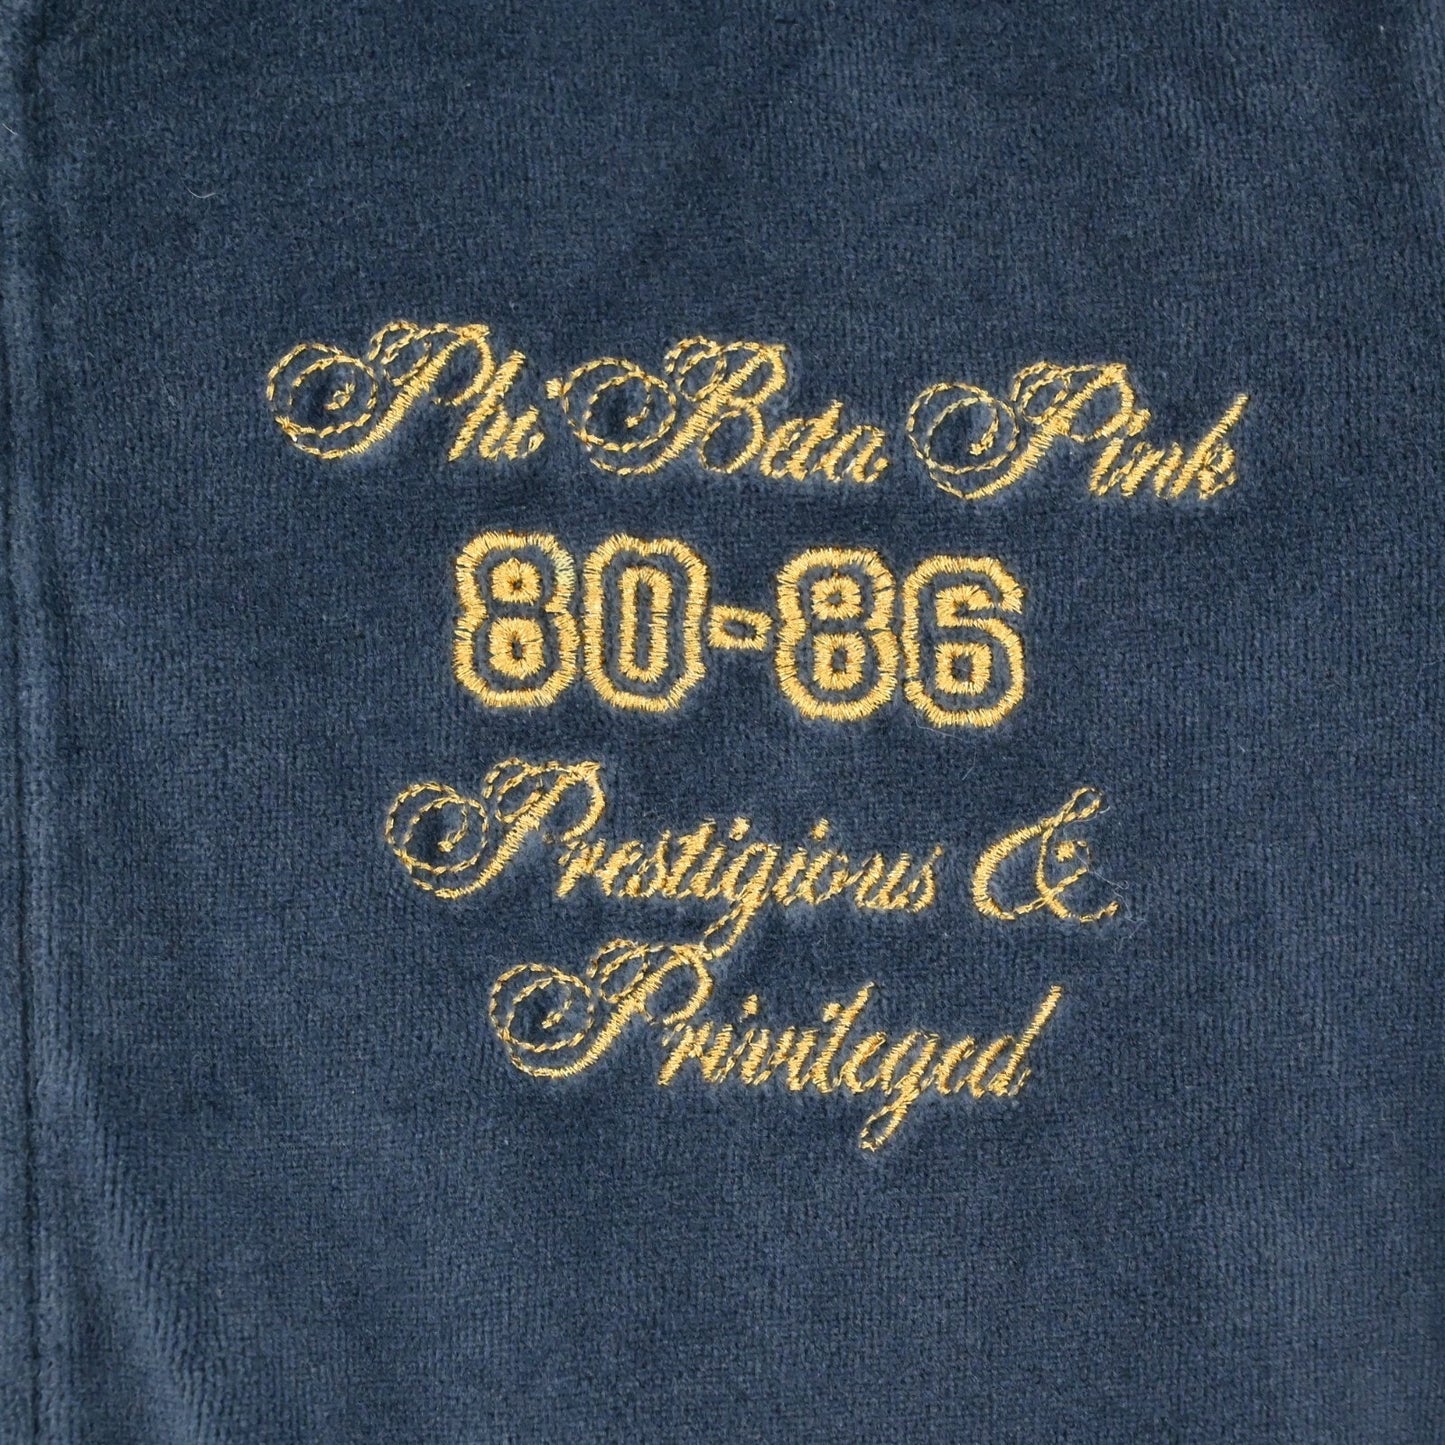 Phi Beta Pink
80-86
Prestigious &
Privileged